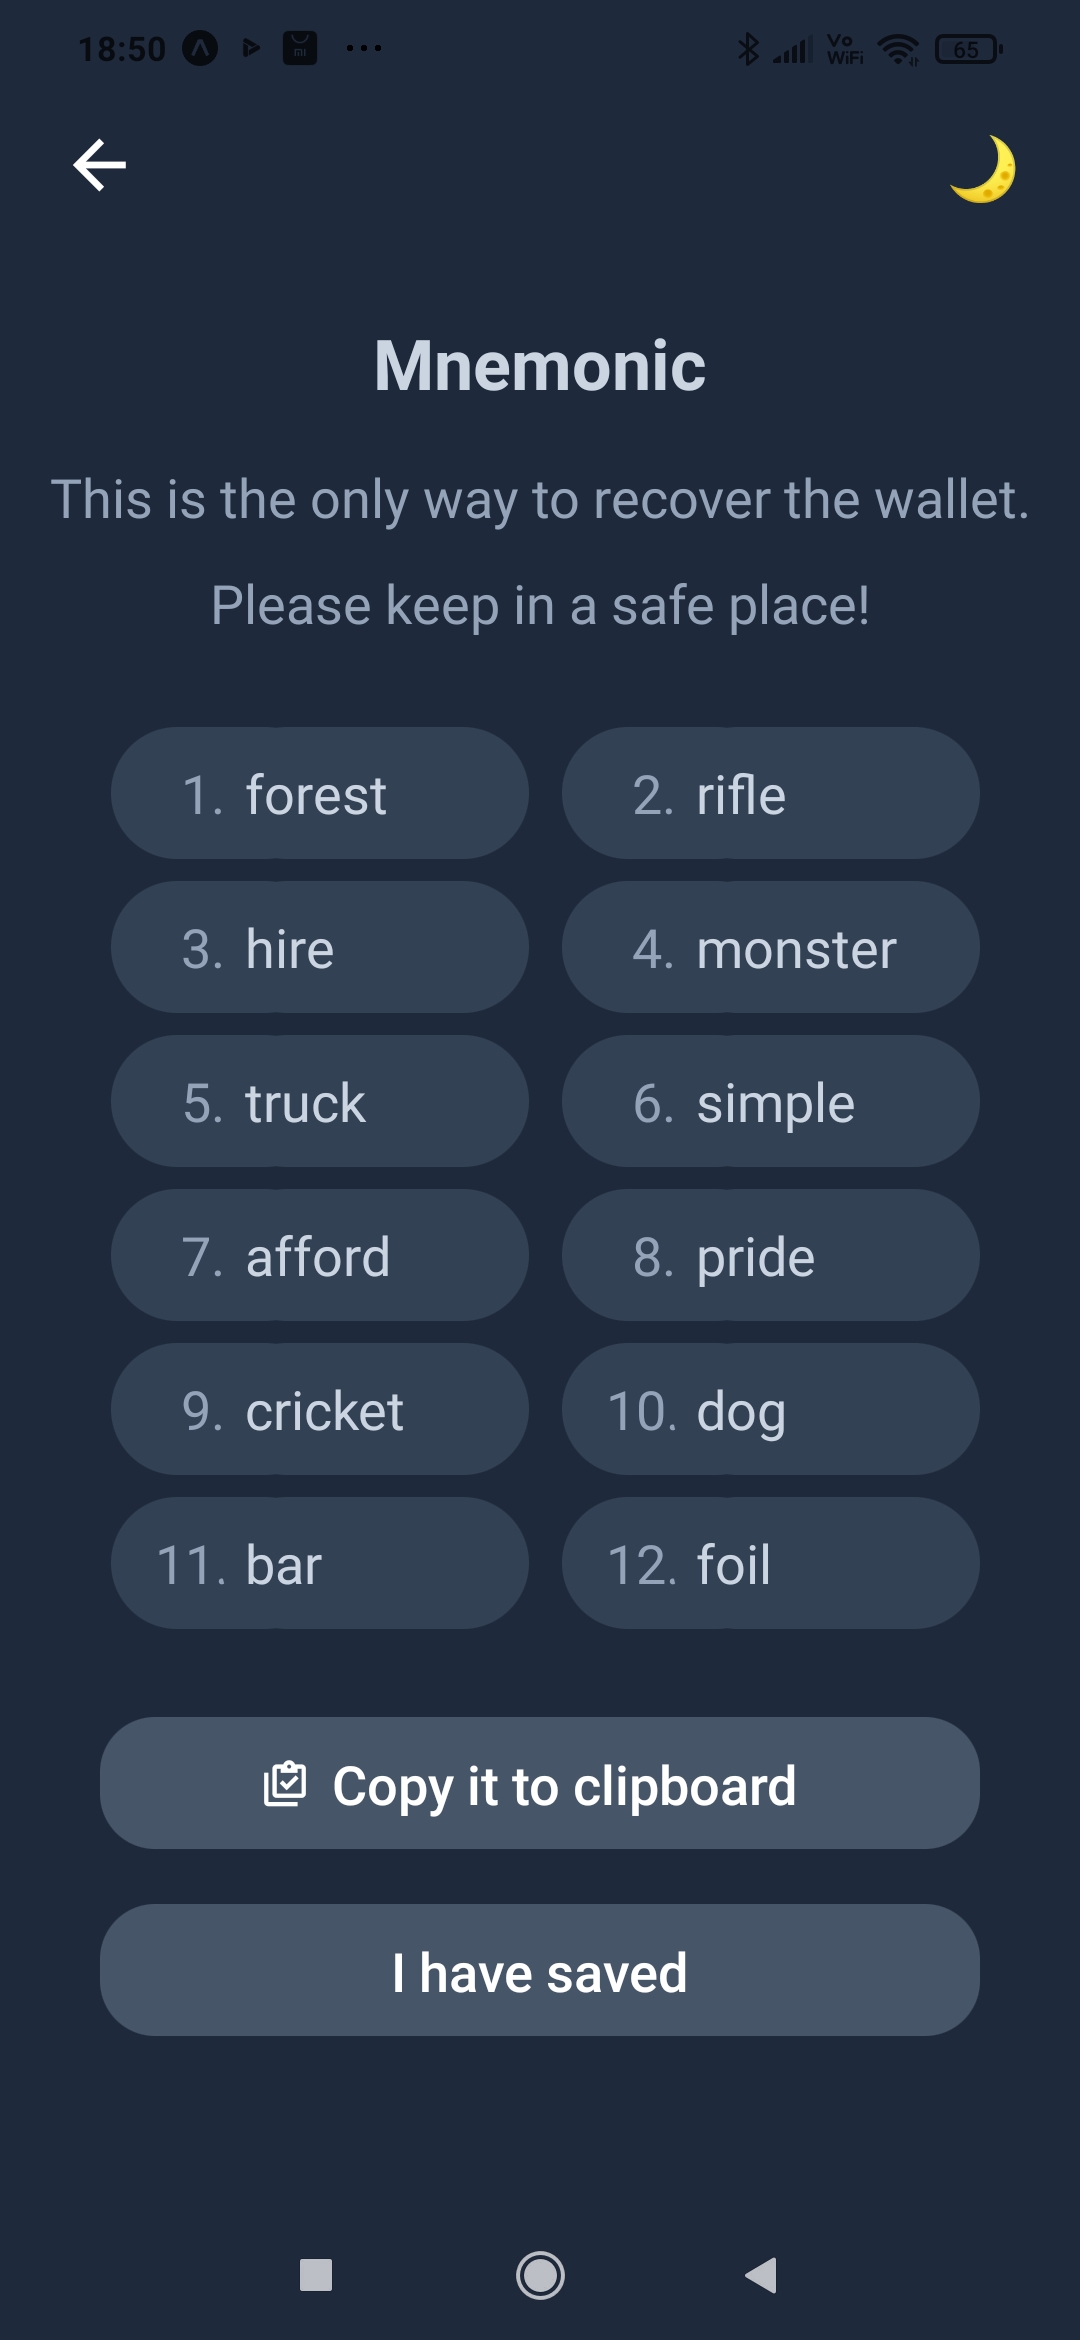 18:50
Vo
WiFi
65
Mnemonic
This is the only way to recover the wallet.
Please keep in a safe place!
1. forest
2. rifle
3. hire
4. monster
5. truck
6. simple
7. afford
8. pride
9. cricket
10. dog
11. bar
12. foil
Copy it to clipboard
I have saved